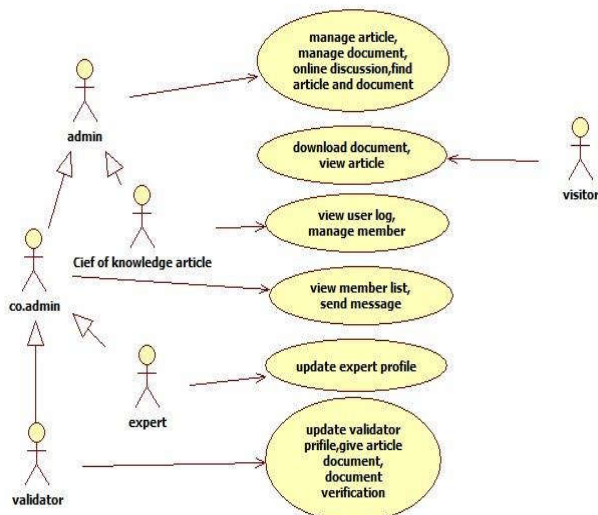 manage article,
manage document,
online discussion,find
article and document
admin
download document,
view article
visitor
view user log,
manage member
Cief of knowledge article
view member list,
send message
co.admin
update expert profile
expert
update validator
prifile,give article
document,
document
verification
validator